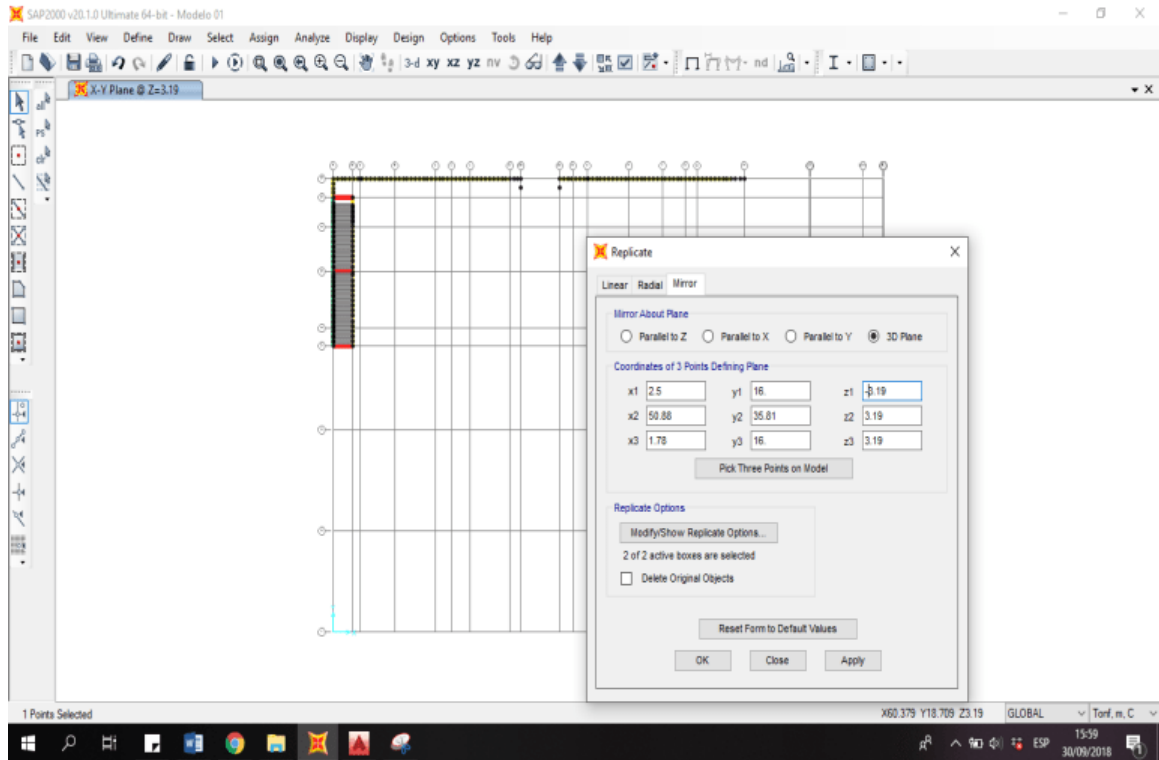 SAP2000 v20.1.0 Ultimate 64-bit - Modelo 01
File Edit View Define Draw Select Assign Analyze Display Design Options Tools Help
3-d xy xz yz nv
nd
X-Y Plane @ Z=3.19
all
PS
clr
Replicate
Linear Radial Mirror
Mirror About Plane
Parallel to Z Parallel to X Parallel to Y 3D Plane
Coordinates of 3 Points Defining Plane
x1 2.5 y1 16. z1 -3.19
x2 50.88 y2 35.81 z2 3.19
x3 1.78 y3 16. z3 3.19
Pick Three Points on Model
Replicate Options
Modify/Show Replicate Options...
2 of 2 active boxes are selected
Delete Original Objects
Reset Form to Default Values
OK Close Apply
1 Points Selected
X60.379 Y18.709 Z3.19 GLOBAL Tonf, m, C
ESP
15:59
30/09/2018